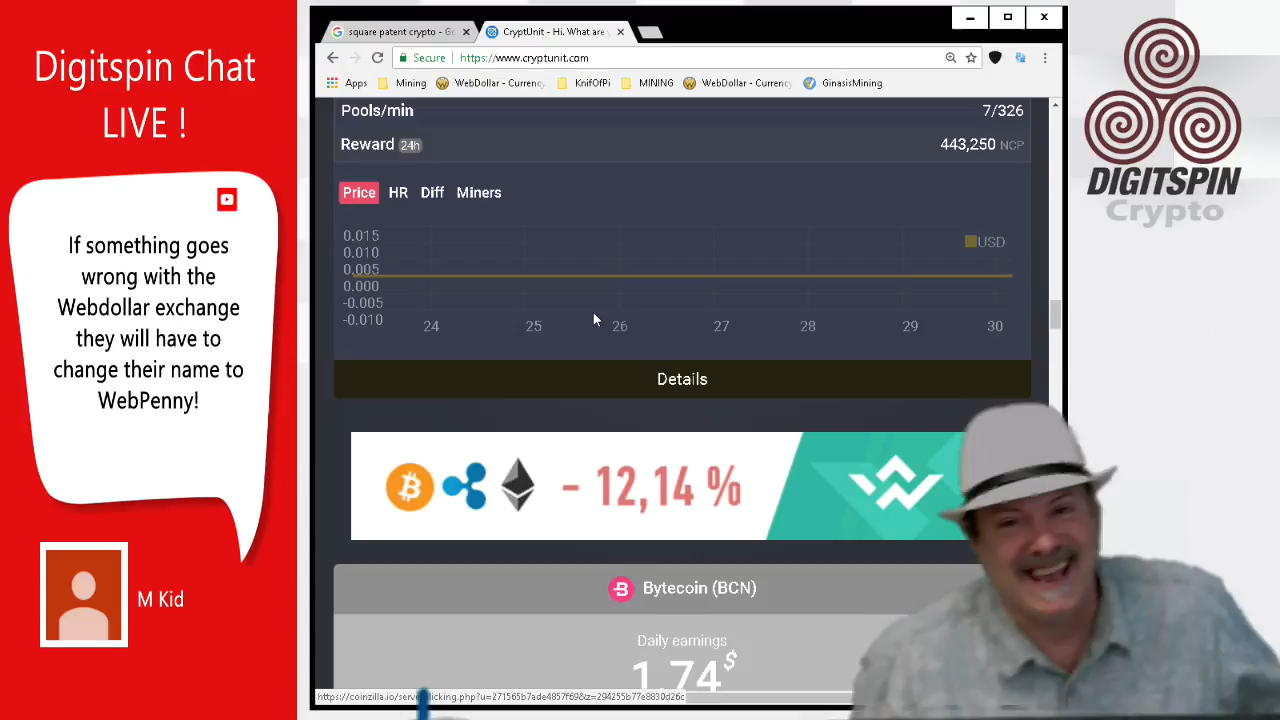 Digitspin Chat
LIVE !
If something goes
wrong with the
Webdollar exchange
they will have to
change their name to
WebPenny!
M Kid
square patent crypto - G
CryptUnit - Hi. What are
Secure
https://www.cryptunit.com
Apps
Mining
WebDollar - Currenc
KnifOfPi
MINING
WebDollar - Currenc
GinasisMining
Pools/min
7/326
Reward 24h
443,250 NCP
Price HR Diff Miners
USD
0.015
0.010
0.005
0.000
-0.005
-0.010
24 25 26 27 28 29 30
Details
- 12,14 %
Bytecoin (BCN)
Daily earnings
1.74$
DIGITSPIN
Crypto